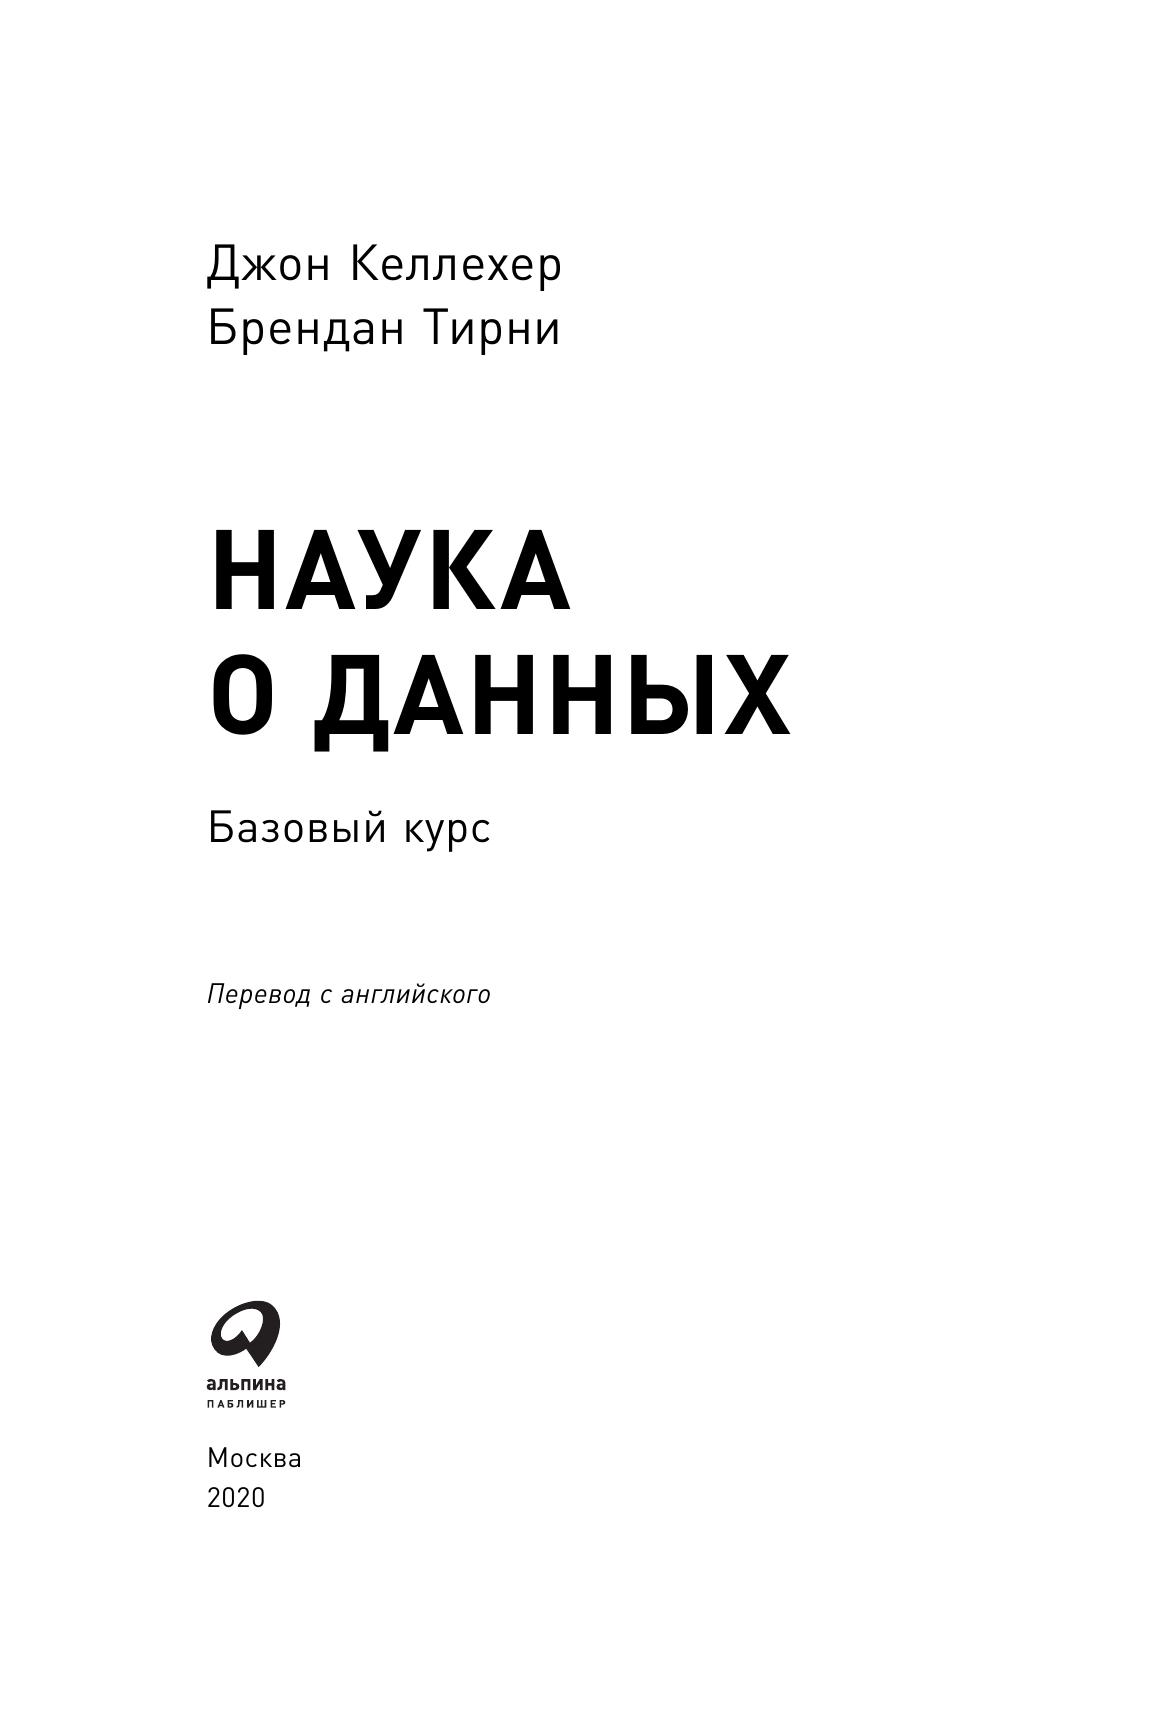 Джон Келлехер
Брендан Тирни
НАУКА
О ДАННЫХ
Базовый курс
Перевод с английского
альпина
ПАБЛИШЕР
Москва
2020